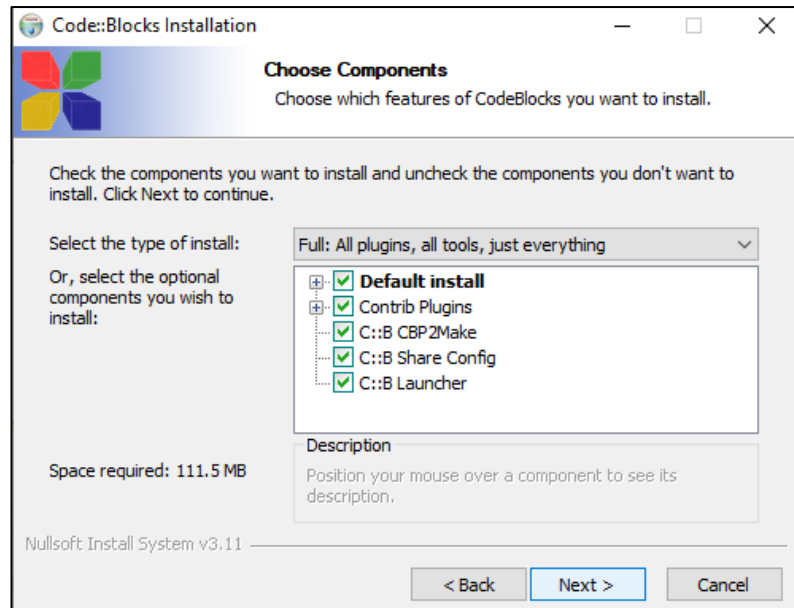 Code::Blocks Installation
Choose Components
Choose which features of CodeBlocks you want to install.
Check the components you want to install and uncheck the components you don't want to
install. Click Next to continue.
Select the type of install:
Full: All plugins, all tools, just everything
Or, select the optional
components you wish to
install:
Default install
Contrib Plugins
C::B CBP2Make
C::B Share Config
C::B Launcher
Space required: 111.5 MB
Description
Position your mouse over a component to see its
description.
Nullsoft Install System v3.11
< Back
Next >
Cancel